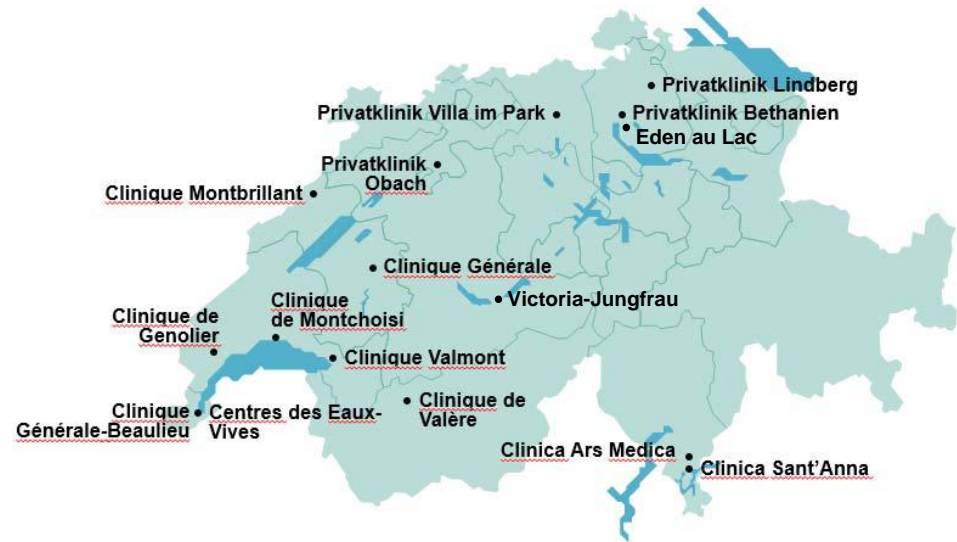 Privatklinik Lindberg
Privatklinik Villa im Park
Privatklinik Bethanien
Eden au Lac
Privatklinik
Obach
Clinique Montbrillant
Clinique Générale
Victoria-Jungfrau
Clinique
de Montchoisi
Clinique de
Genolier
Clinique Valmont
Clinique de
Valère
Clinique
Générale-Beaulieu
Centres des Eaux-
Vives
Clinica Ars Medica
Clinica Sant’Anna